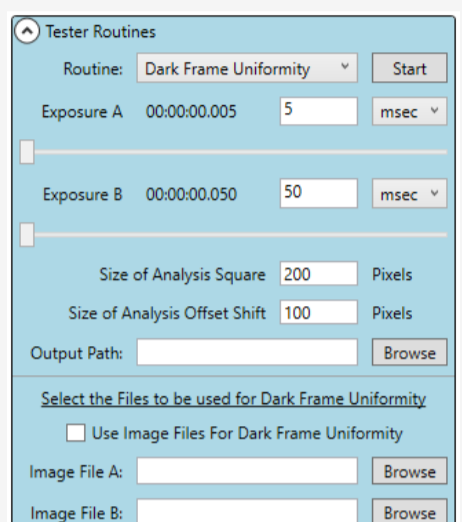 Tester Routines
Routine: Dark Frame Uniformity Start
Exposure A 00:00:00.005 5 msec
Exposure B 00:00:00.050 50 msec
Size of Analysis Square 200 Pixels
Size of Analysis Offset Shift 100 Pixels
Output Path: Browse
Select the Files to be used for Dark Frame Uniformity
Use Image Files For Dark Frame Uniformity
Image File A: Browse
Image File B: Browse